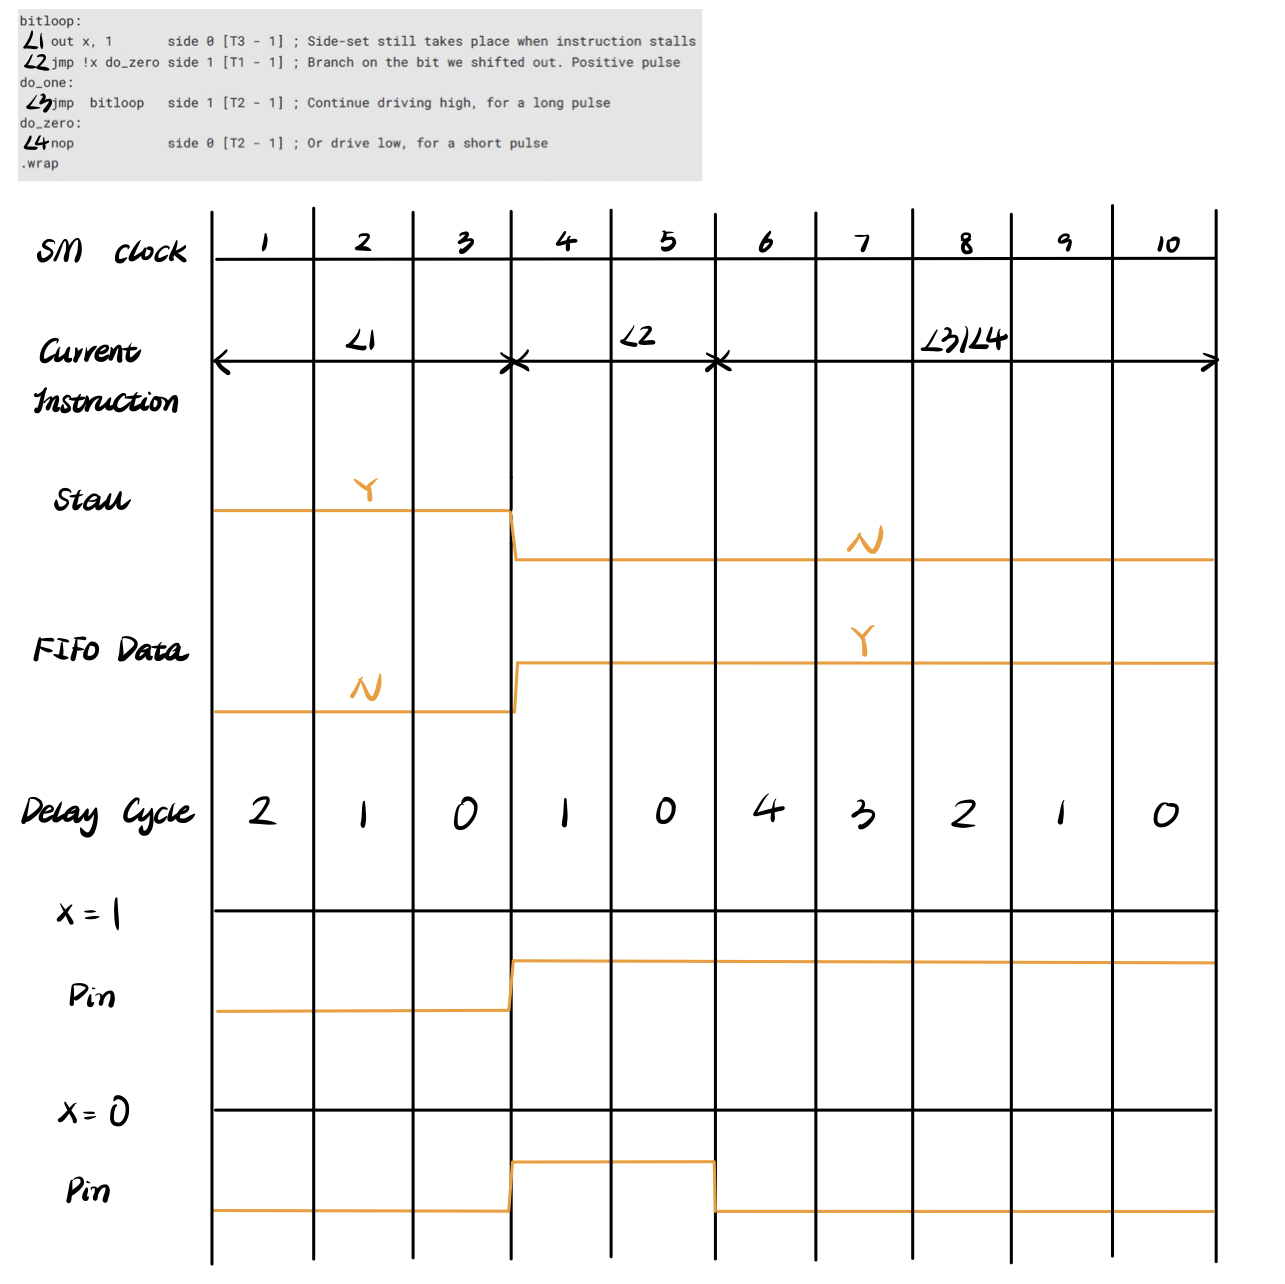 bitloop:
L1 out x, 1 side 0 [T3 - 1] ; Side-set still takes place when instruction stalls
L2 jmp !x do_zero side 1 [T1 - 1] ; Branch on the bit we shifted out. Positive pulse
do_one:
L3 jmp bitloop side 1 [T2 - 1] ; Continue driving high, for a long pulse
do_zero:
L4 nop side 0 [T2 - 1] ; Or drive low, for a short pulse
.wrap
SM clock 1 2 3 4 5 6 7 8 9 10
L1 L2 L3/L4
Current
Instruction
Stall Y N
FIFO Data N Y
Delay Cycle 2 1 0 1 0 4 3 2 1 0
X = 1
Pin
X = 0
Pin